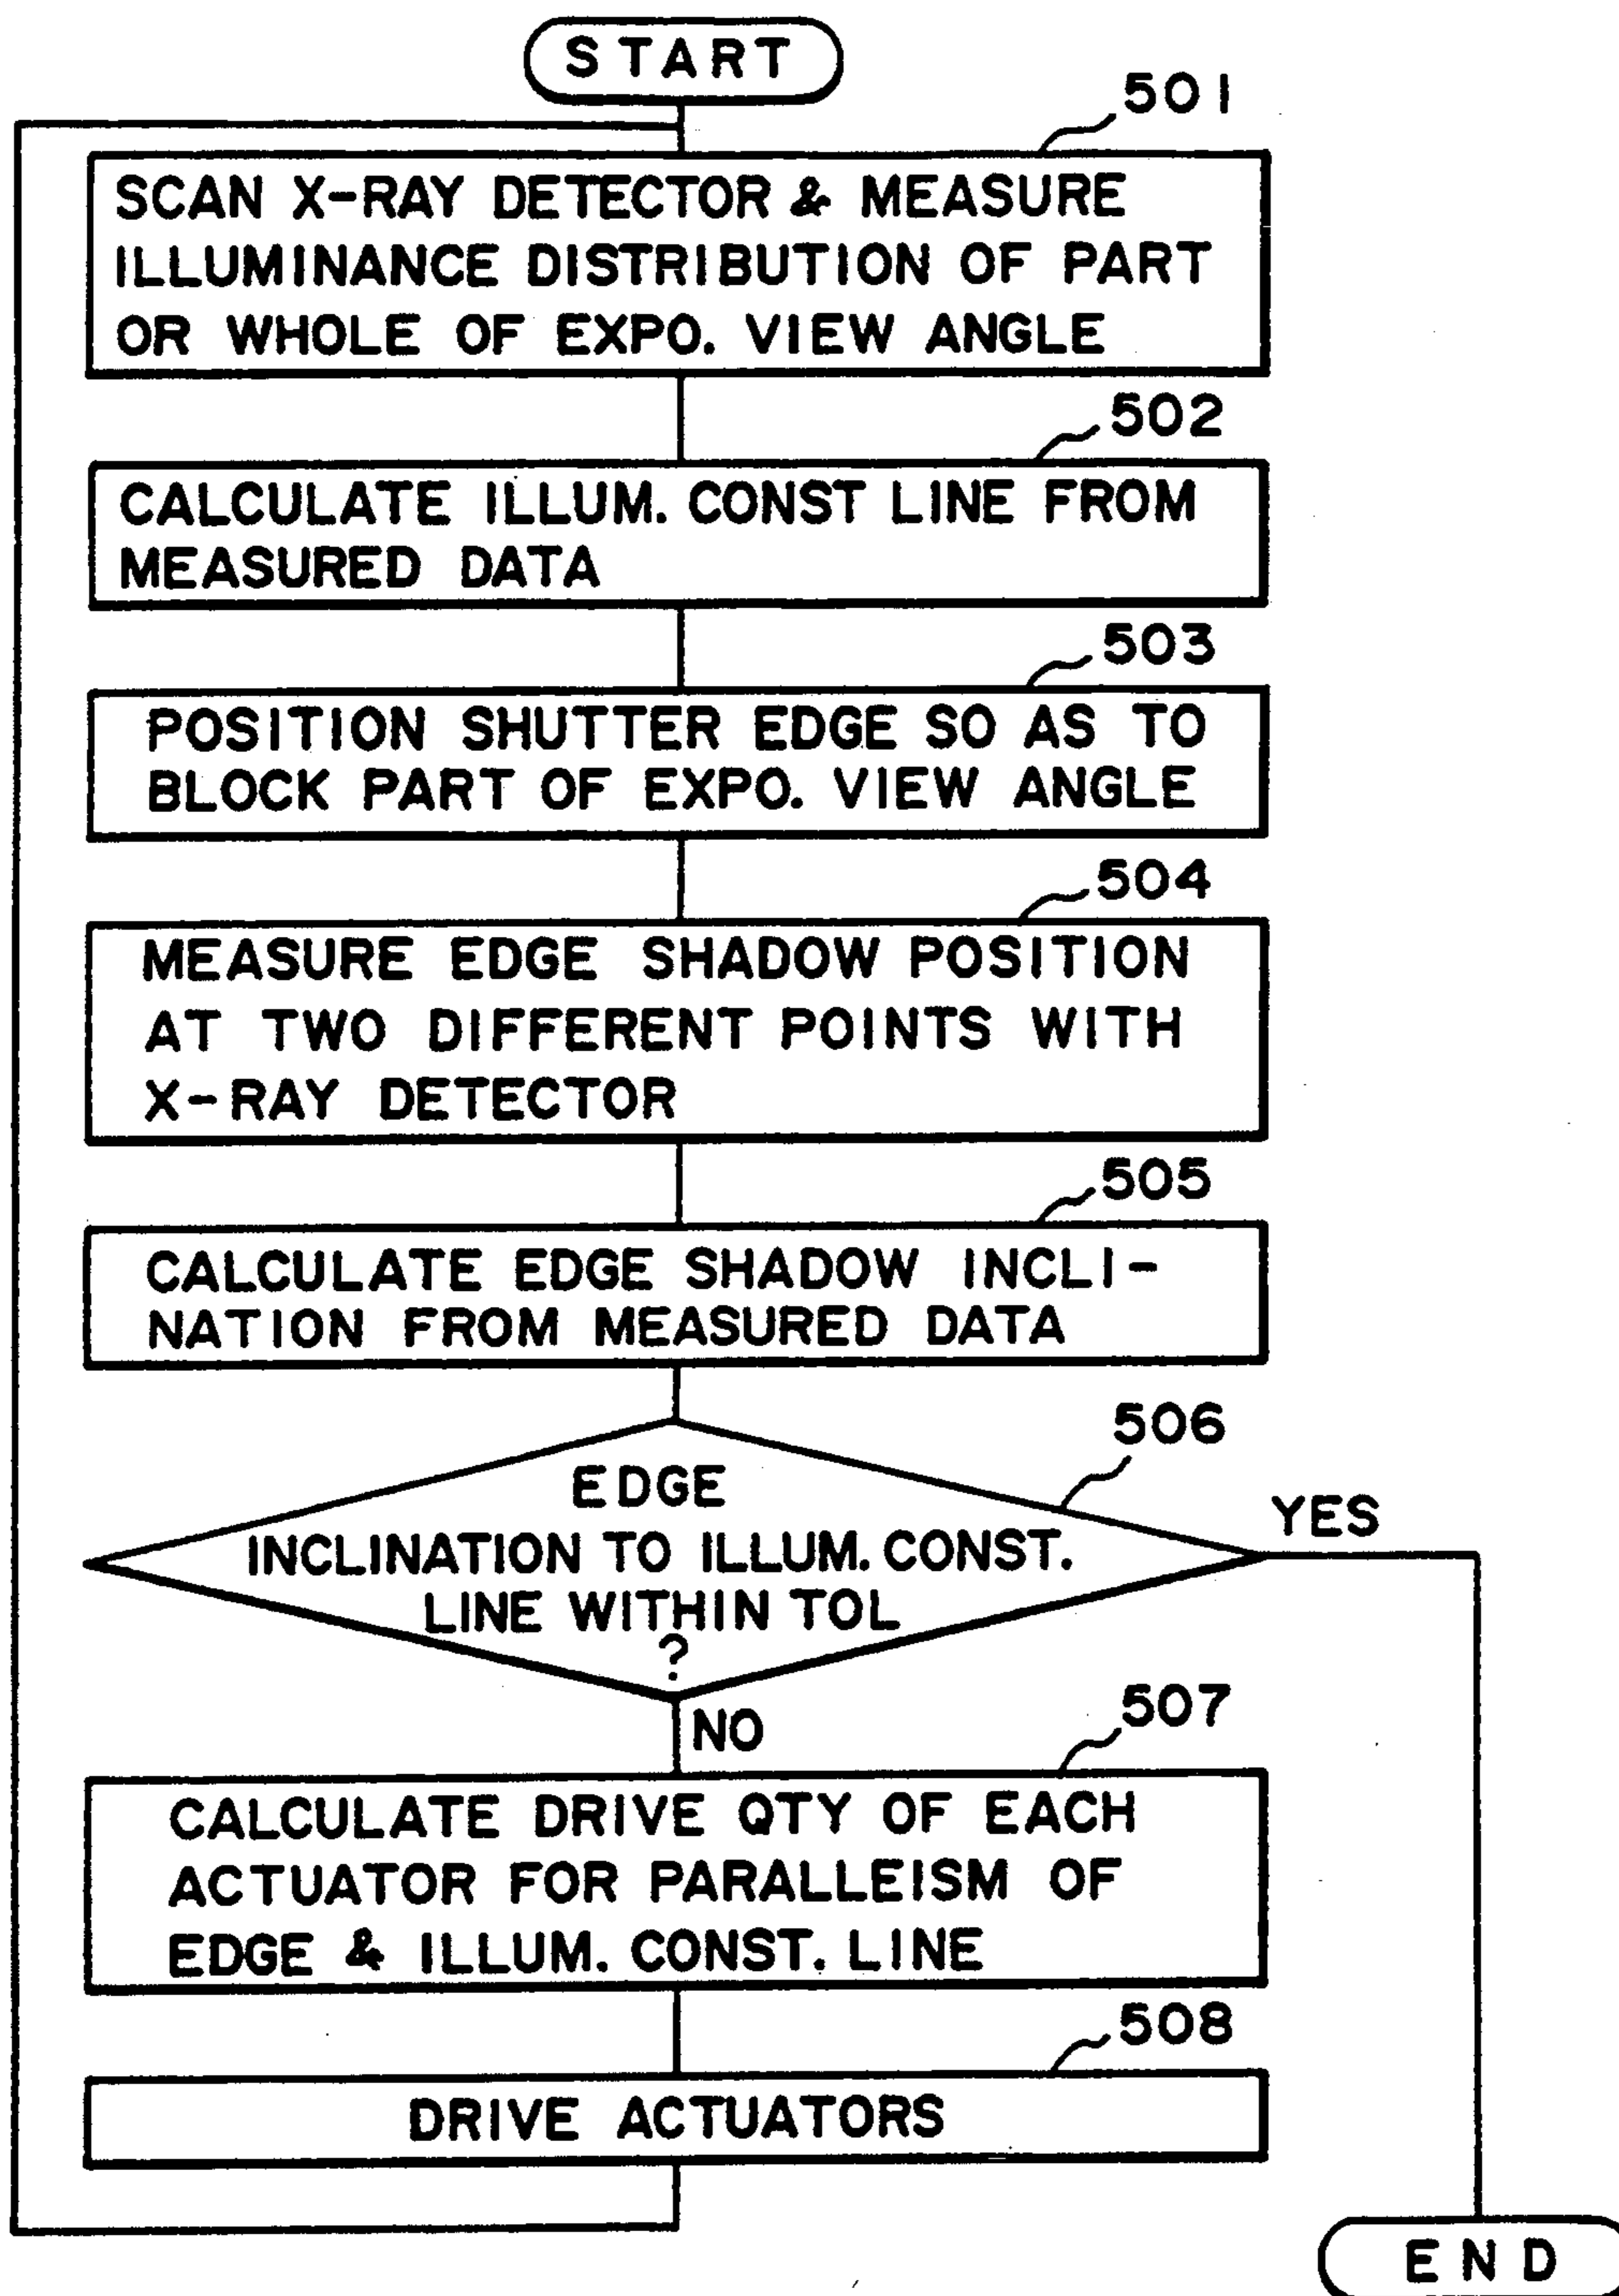 START
501
SCAN X-RAY DETECTOR & MEASURE
ILLUMINANCE DISTRIBUTION OF PART
OR WHOLE OF EXPO. VIEW ANGLE
502
CALCULATE ILLUM. CONST LINE FROM
MEASURED DATA
503
POSITION SHUTTER EDGE SO AS TO
BLOCK PART OF EXPO. VIEW ANGLE
504
MEASURE EDGE SHADOW POSITION
AT TWO DIFFERENT POINTS WITH
X-RAY DETECTOR
505
CALCULATE EDGE SHADOW INCLI-
NATION FROM MEASURED DATA
506
EDGE
INCLINATION TO ILLUM. CONST.
LINE WITHIN TOL
?
YES
NO
507
CALCULATE DRIVE QTY OF EACH
ACTUATOR FOR PARALLEISM OF
EDGE & ILLUM. CONST. LINE
508
DRIVE ACTUATORS
END